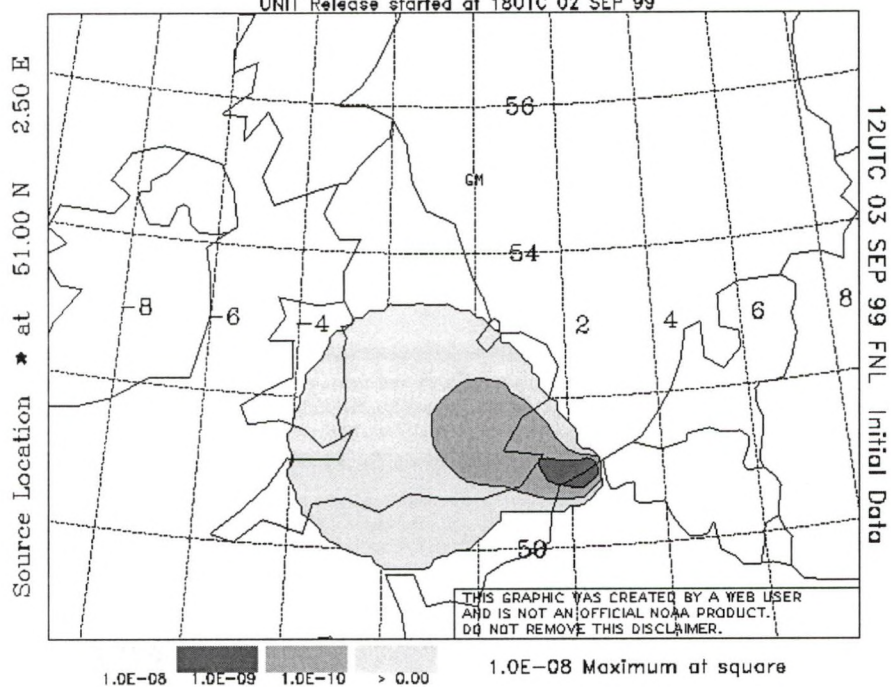 UNIT Release started at 18UTC 02 SEP 99
Source Location * at 51.00 N 2.50 E
56
GM
54
-8
-6
-4
2
4
6
8
50
12UTC 03 SEP 99 FNL Initial Data
THIS GRAPHIC WAS CREATED BY A WEB USER
AND IS NOT AN OFFICIAL NOAA PRODUCT.
DO NOT REMOVE THIS DISCLAIMER.
1.0E-08 1.0E-09 1.0E-10 > 0.00
1.0E-08 Maximum at square